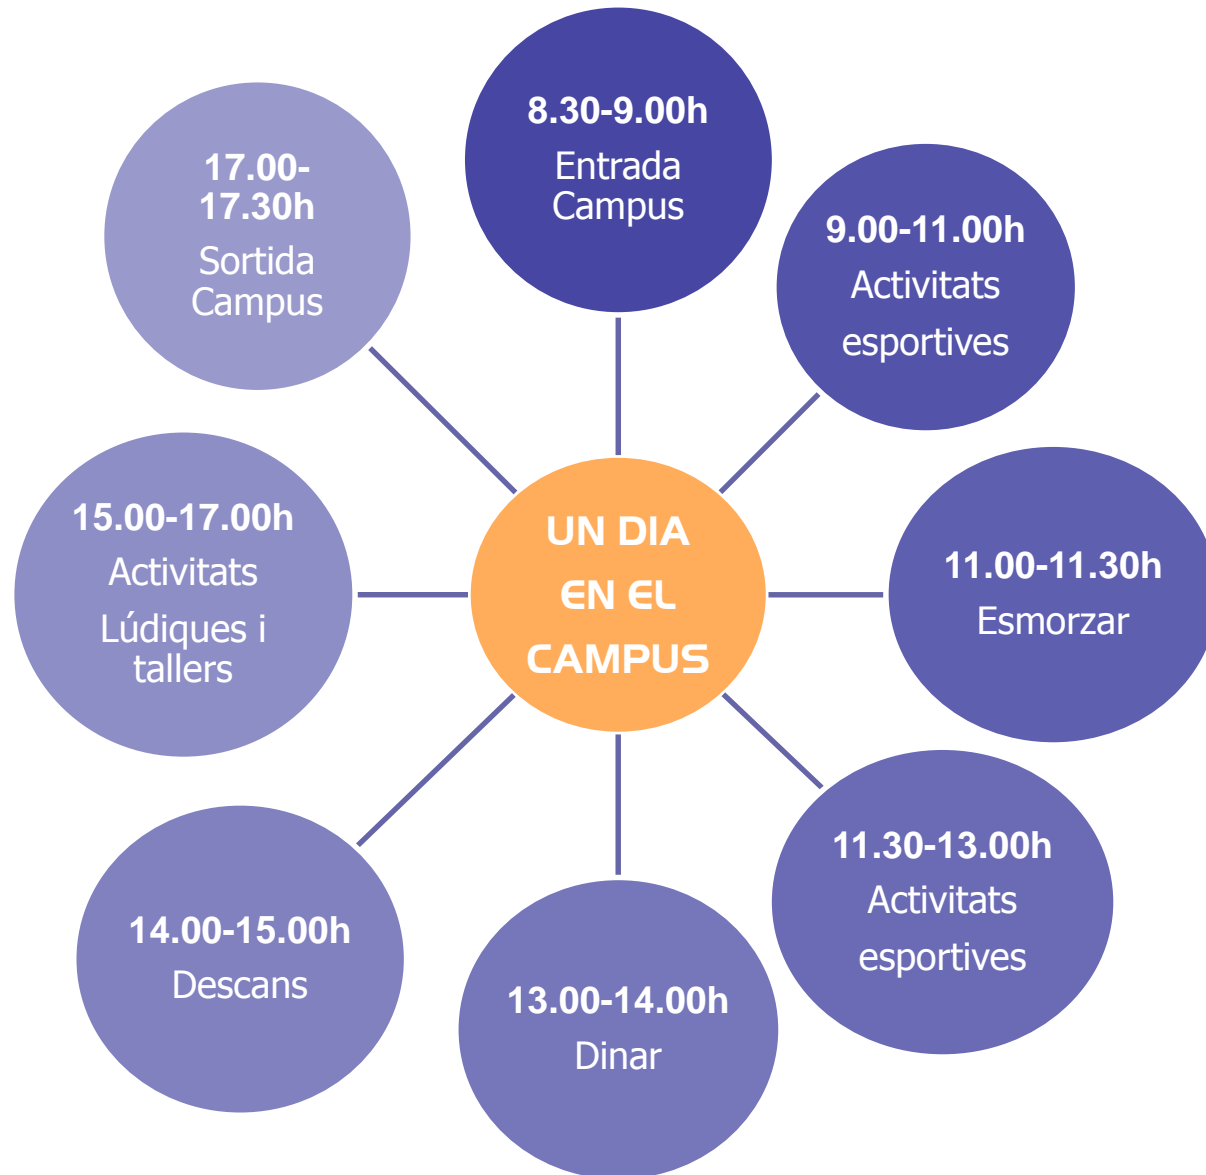 8.30-9.00h
Entrada
Campus
9.00-11.00h
Activitats
esportives
11.00-11.30h
Esmorzar
11.30-13.00h
Activitats
esportives
13.00-14.00h
Dinar
14.00-15.00h
Descans
15.00-17.00h
Activitats
Lúdiques i
tallers
17.00-
17.30h
Sortida
Campus
UN DIA
EN EL
CAMPUS